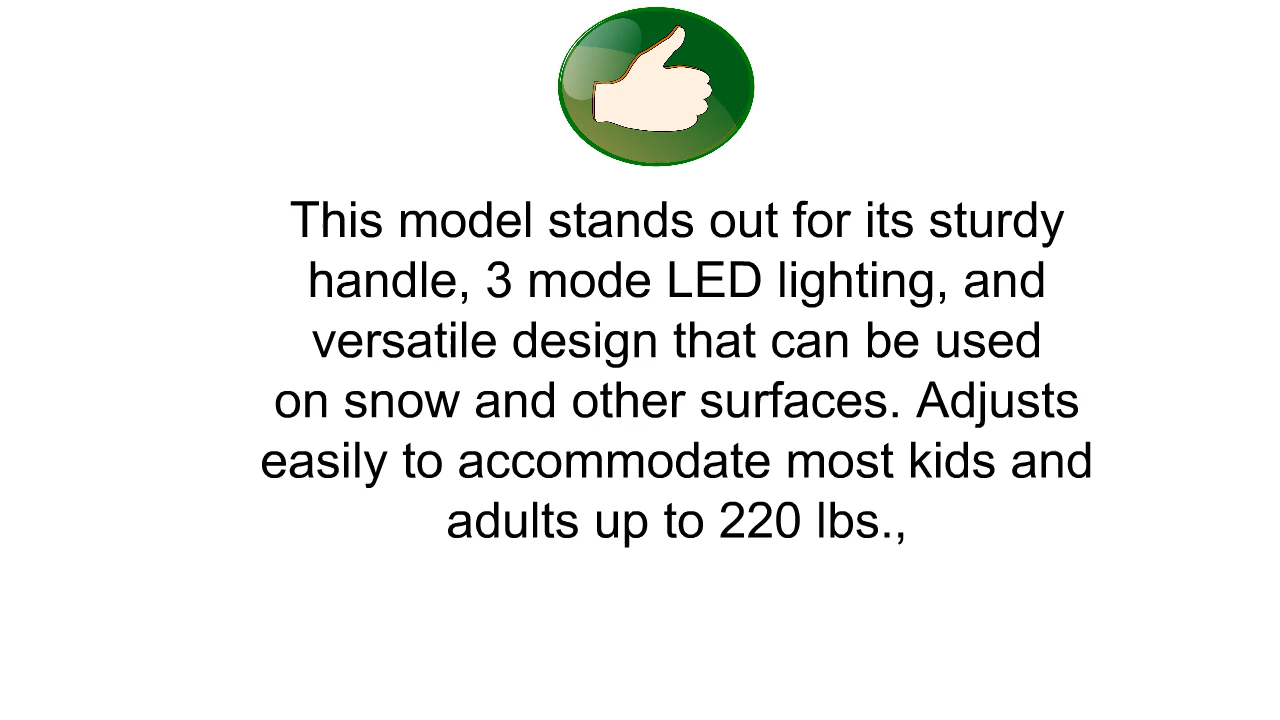 This model stands out for its sturdy
handle, 3 mode LED lighting, and
versatile design that can be used
on snow and other surfaces. Adjusts
easily to accommodate most kids and
adults up to 220 lbs.,